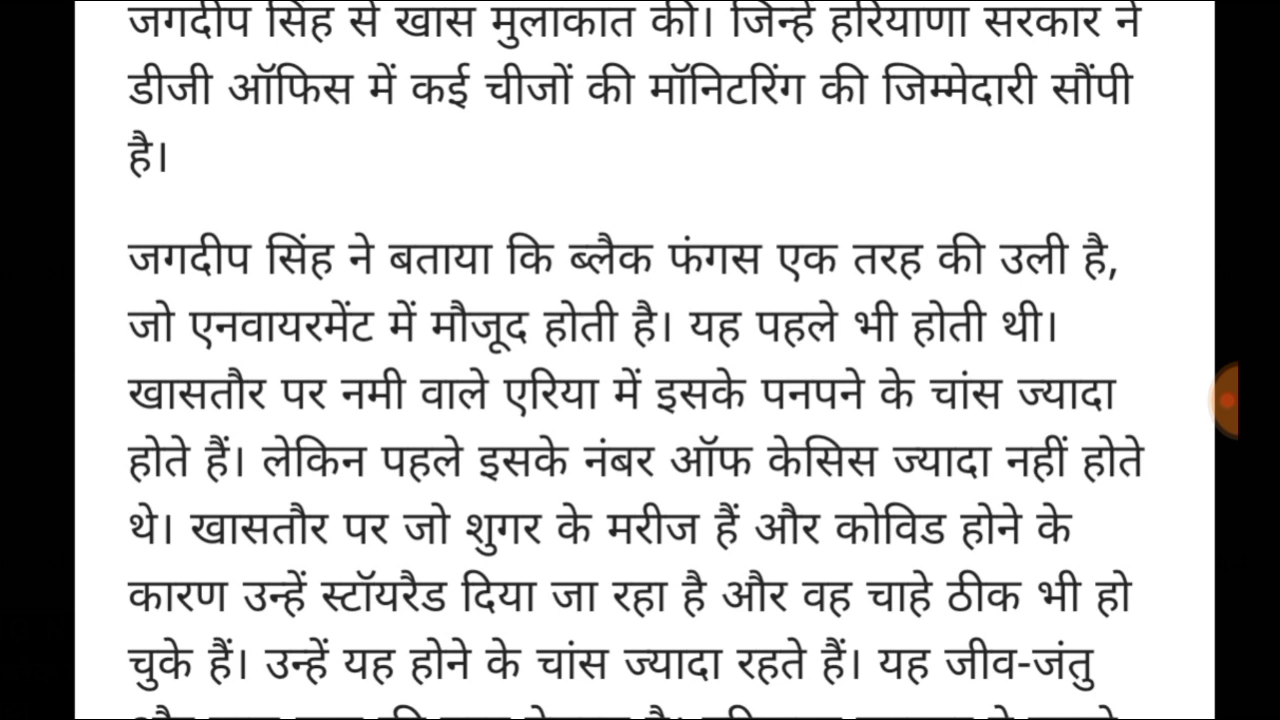 जगदीप सिंह से खास मुलाकात की। जिन्हें हरियाणा सरकार ने
डीजी ऑफिस में कई चीजों की मॉनिटरिंग की जिम्मेदारी सौंपी
है।
जगदीप सिंह ने बताया कि ब्लैक फंगस एक तरह की उली है,
जो एनवायरमेंट में मौजूद होती है। यह पहले भी होती थी।
खासतौर पर नमी वाले एरिया में इसके पनपने के चांस ज्यादा
होते हैं। लेकिन पहले इसके नंबर ऑफ केसिस ज्यादा नहीं होते
थे। खासतौर पर जो शुगर के मरीज हैं और कोविड होने के
कारण उन्हें स्टॉयरैड दिया जा रहा है और वह चाहे ठीक भी हो
चुके हैं। उन्हें यह होने के चांस ज्यादा रहते हैं। यह जीव-जंतु